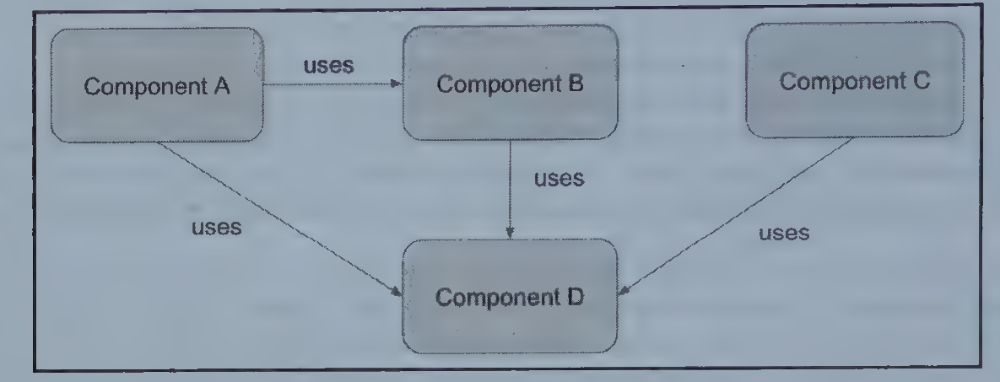 Component A
uses
Component B
Component C
uses
uses
uses
Component D